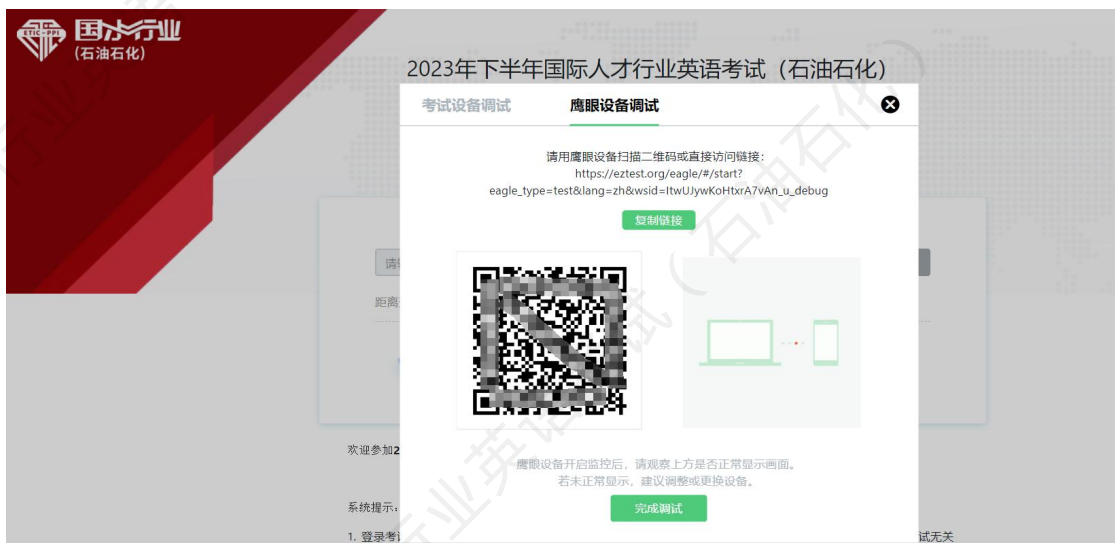 ETIC-PPI
国才行业
(石油石化)
2023年下半年国际人才行业英语考试（石油石化）
考试设备调试
鹰眼设备调试
请用鹰眼设备扫描二维码或直接访问链接：
https://eztest.org/eagle/#/start?
eagle_type=test&lang=zh&wsid=ItwUJywKoHtxrA7vAn_u_debug
复制链接
距离
鹰眼设备开启监控后，请观察上方是否正常显示画面。
若未正常显示，建议调整或更换设备。
完成调试
欢迎参加2
系统提示：
1. 登录考
试无关